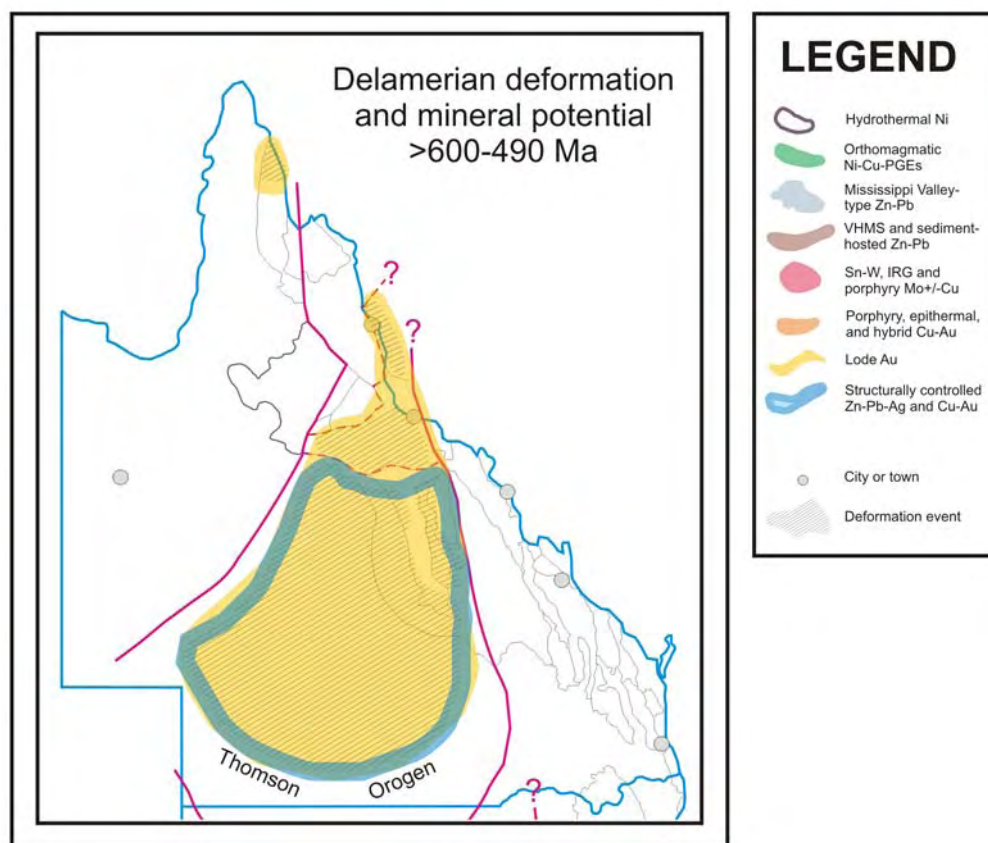 Delamerian deformation
and mineral potential
>600-490 Ma
?
?
Thomson
Orogen
?
LEGEND
Hydrothermal Ni
Orthomagmatic
Ni-Cu-PGEs
Mississippi Valley-
type Zn-Pb
VHMS and sediment-
hosted Zn-Pb
Sn-W, IRG and
porphyry Mo+/-Cu
Porphyry, epithermal,
and hybrid Cu-Au
Lode Au
Structurally controlled
Zn-Pb-Ag and Cu-Au
City or town
Deformation event